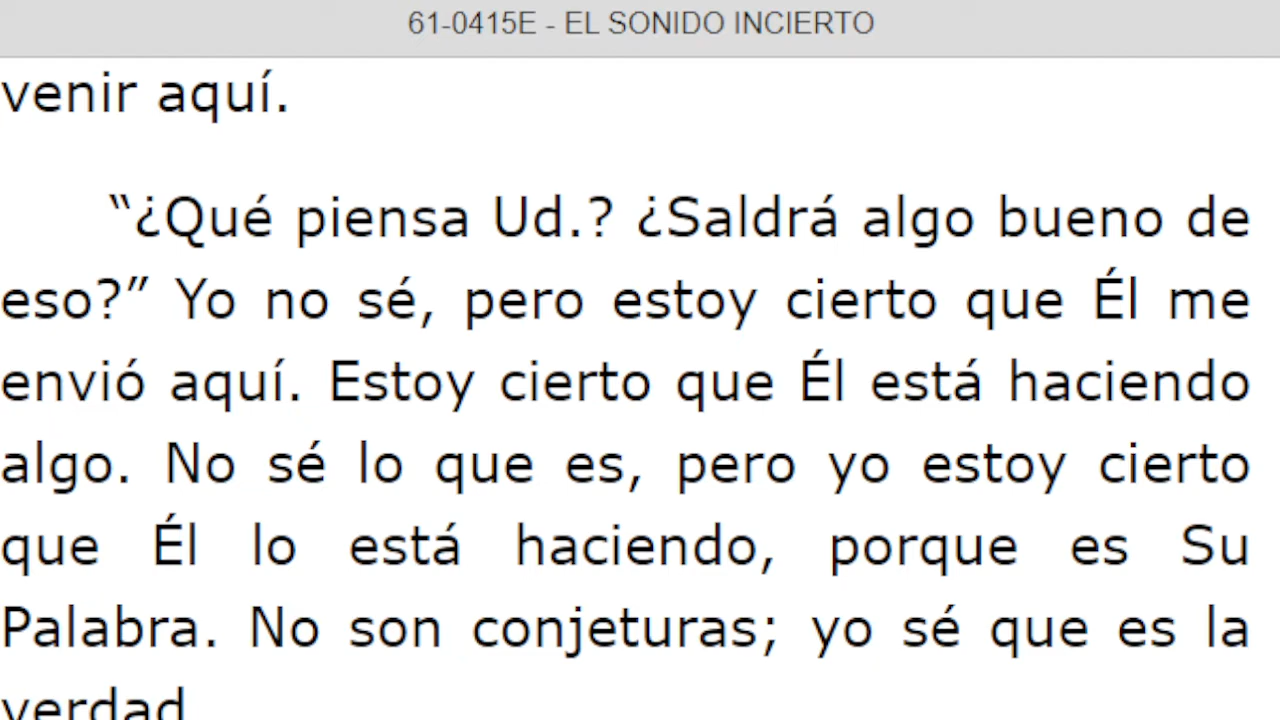 61-0415E - EL SONIDO INCIERTO
venir aquí.
“¿Qué piensa Ud.? ¿Saldrá algo bueno de
eso?” Yo no sé, pero estoy cierto que Él me
envió aquí. Estoy cierto que Él está haciendo
algo. No sé lo que es, pero yo estoy cierto
que Él lo está haciendo, porque es Su
Palabra. No son conjeturas; yo sé que es la
verdad